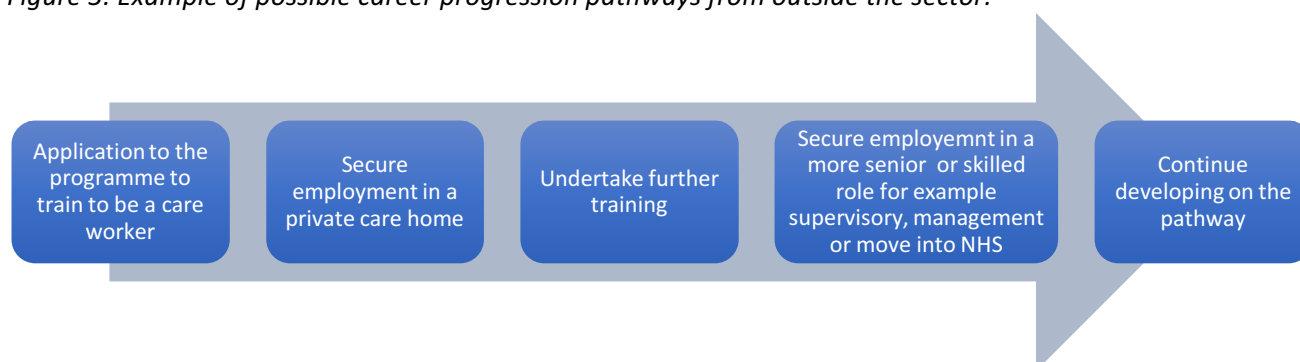 Figure 3: Example of possible career progression pathways from outside the sector.
Application to the
programme to
train to be a care
worker
Secure
employment in a
private care home
Undertake further
training
Secure employemnt in a
more senior or skilled
role for example
supervisory, management
or move into NHS
Continue
developing on the
pathway